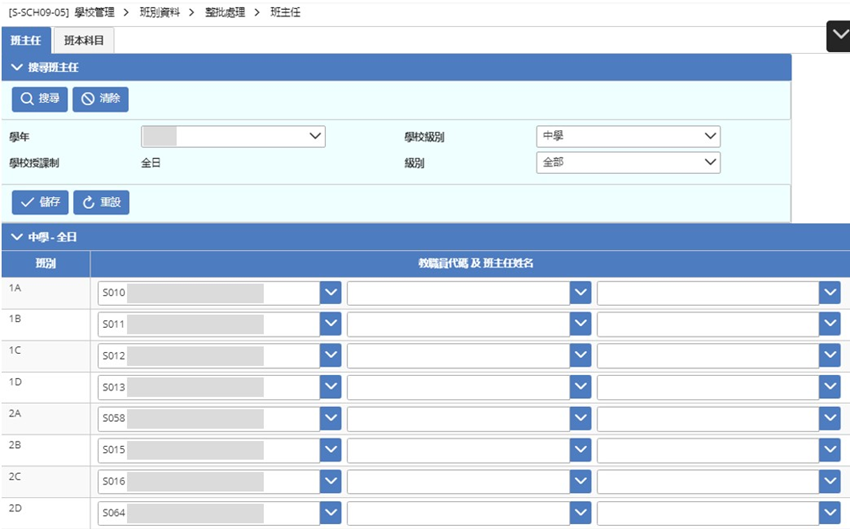 [S-SCH09-05] 學校管理 > 班別資料 > 整批處理 > 班主任
班主任 班本科目
搜尋班主任
搜尋 清除
學年 學校級別 中學
學校授課制 全日 級別 全部
儲存 重設
中學 - 全日
班別 教職員代碼 及 班主任姓名
1A S010
1B S011
1C S012
1D S013
2A S058
2B S015
2C S016
2D S064